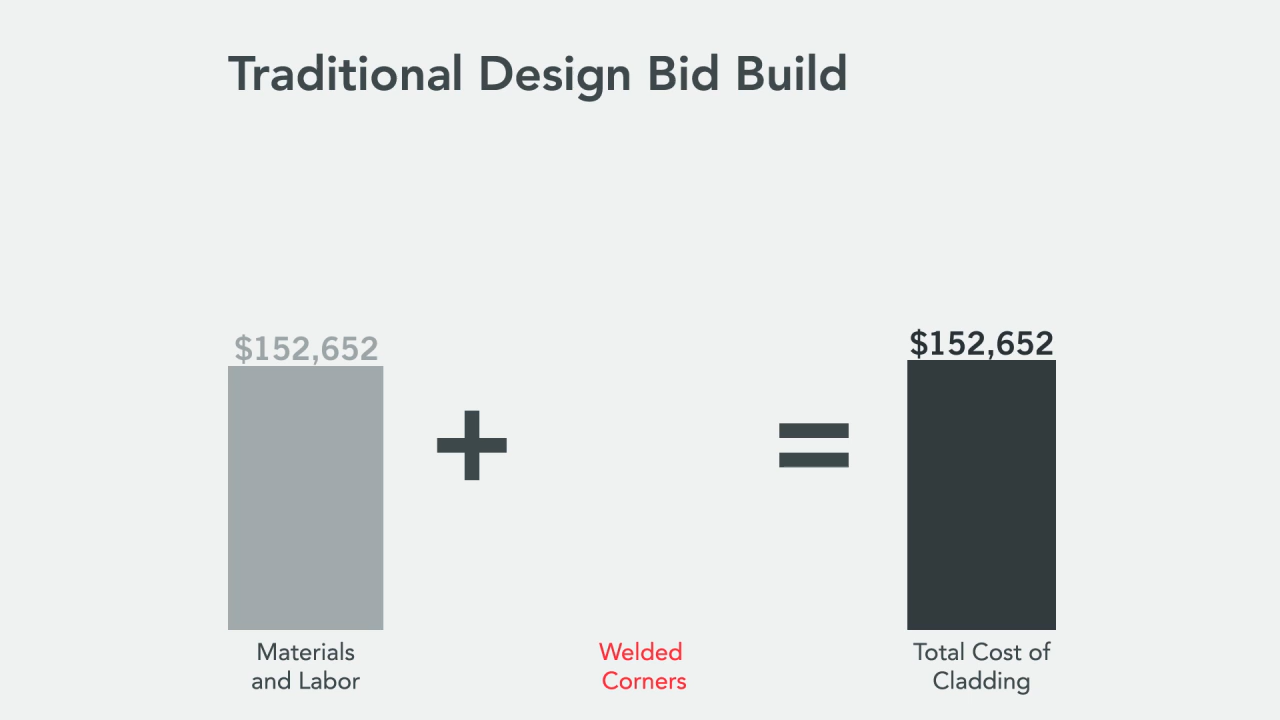 Traditional Design Bid Build
$152,652
+
=
$152,652
Materials
and Labor
Welded
Corners
Total Cost of
Cladding